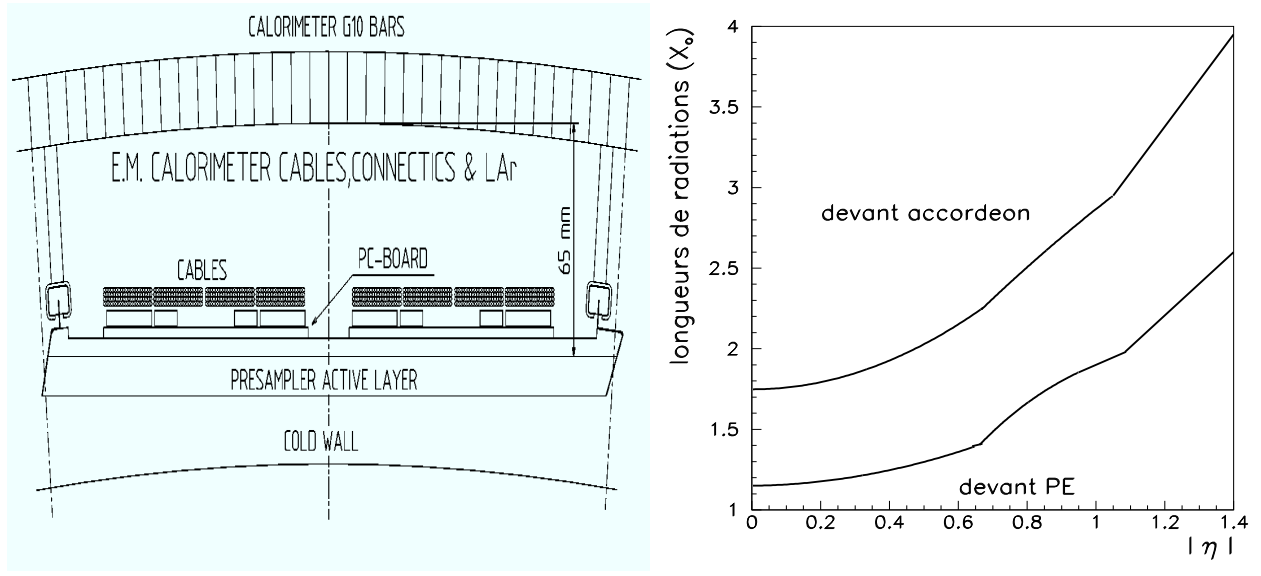 CALORIMETER G10 BARS
E.M. CALORIMETER CABLES,CONNECTICS & LAr
65 mm
PC-BOARD
CABLES
PRESAMPLER ACTIVE LAYER
COLD WALL
longueurs de radiations (X₀)
4
3.5
3
2.5
2
1.5
1
devant accordeon
devant PE
0 0.2 0.4 0.6 0.8 1 1.2 1.4
| η |